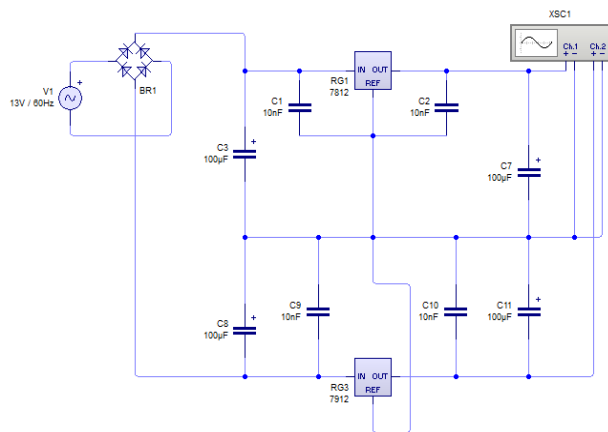 XSC1
Ch.1 Ch.2
+ - + -
V1
13V / 60Hz
+
BR1
IN OUT
REF
RG1
7812
C1
10nF
C2
10nF
C3
100µF
+
C7
100µF
+
C8
100µF
+
C9
10nF
C10
10nF
C11
100µF
+
IN OUT
REF
RG3
7912